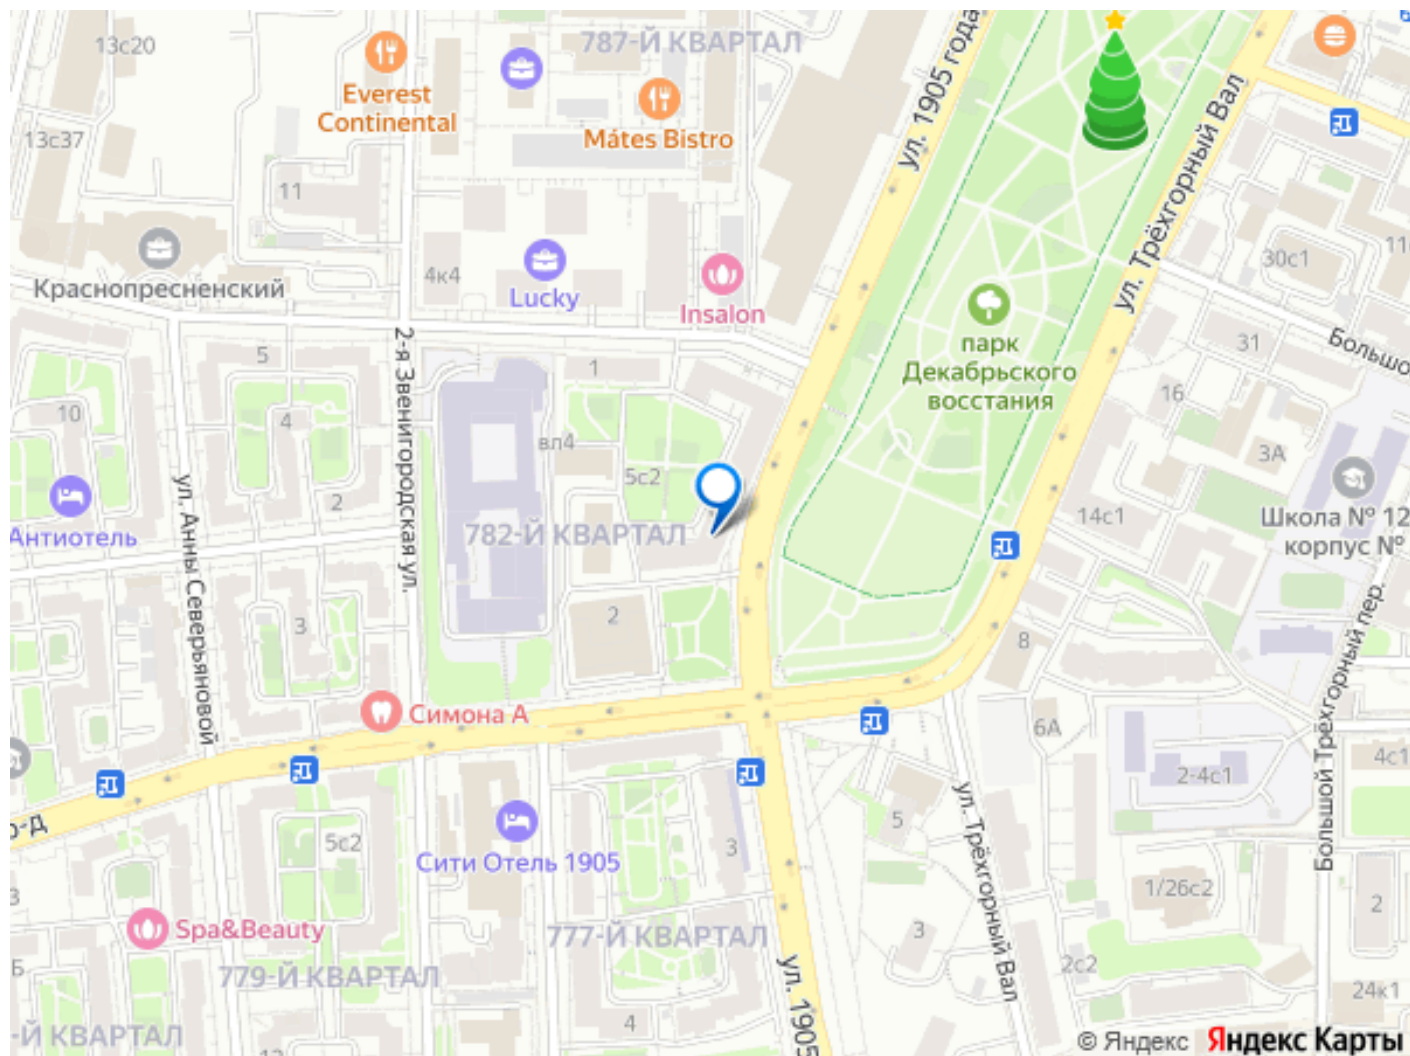 13с20
787-Й КВАРТАЛ
Everest
Continental
Mátes Bistro
13с37
11
ул. 1905 года
ул. Трёхгорный Вал
Краснопресненский
4к4
Lucky
Insalon
30с1
11
парк
Декабрьского
восстания
31
Большо
5
1
16
10
4
вл4
5с2
3А
2-я Звенигородская ул.
2
782-Й КВАРТАЛ
14с1
Школа № 12
корпус №
Антиотель
ул. Анны Северьяновой
3
2
8
Большой Трёхгорный пер.
Симона А
6А
2-4с1
4с1
о-д
5с2
Сити Отель 1905
3
5
ул. Трёхгорный Вал
1/26с2
2
3
Spa&Beauty
777-Й КВАРТАЛ
3
779-Й КВАРТАЛ
Б
2с2
24к1
-Й КВАРТАЛ
4
ул. 1905
© Яндекс Яндекс Карты